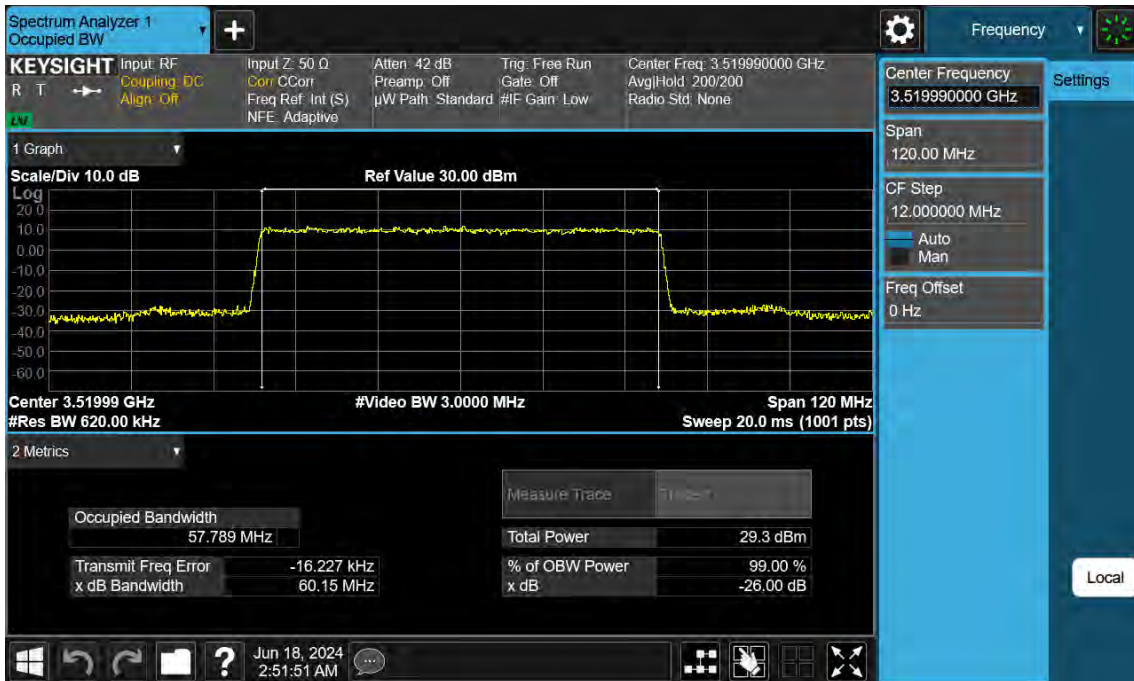 Spectrum Analyzer 1
Occupied BW
Frequency
KEYSIGHT
R T
LNI
Input: RF
Coupling: DC
Align: Off
Input Z: 50 Ω
Corr CCorr
Freq Ref: Int (S)
NFE: Adaptive
Atten: 42 dB
Preamp: Off
µW Path: Standard
Trig: Free Run
Gate: Off
#IF Gain: Low
Center Freq: 3.519990000 GHz
Avg|Hold: 200/200
Radio Std: None
Center Frequency
3.519990000 GHz
Settings
Span
120.00 MHz
CF Step
12.000000 MHz
Auto
Man
Freq Offset
0 Hz
1 Graph
Scale/Div 10.0 dB
Ref Value 30.00 dBm
Log
20.0
10.0
0.00
-10.0
-20.0
-30.0
-40.0
-50.0
-60.0
Center 3.51999 GHz
#Video BW 3.0000 MHz
Span 120 MHz
#Res BW 620.00 kHz
Sweep 20.0 ms (1001 pts)
2 Metrics
Measure Trace
Trace 1
Occupied Bandwidth
57.789 MHz
Total Power
29.3 dBm
Transmit Freq Error
-16.227 kHz
% of OBW Power
99.00 %
x dB Bandwidth
60.15 MHz
x dB
-26.00 dB
Local
Jun 18, 2024
2:51:51 AM